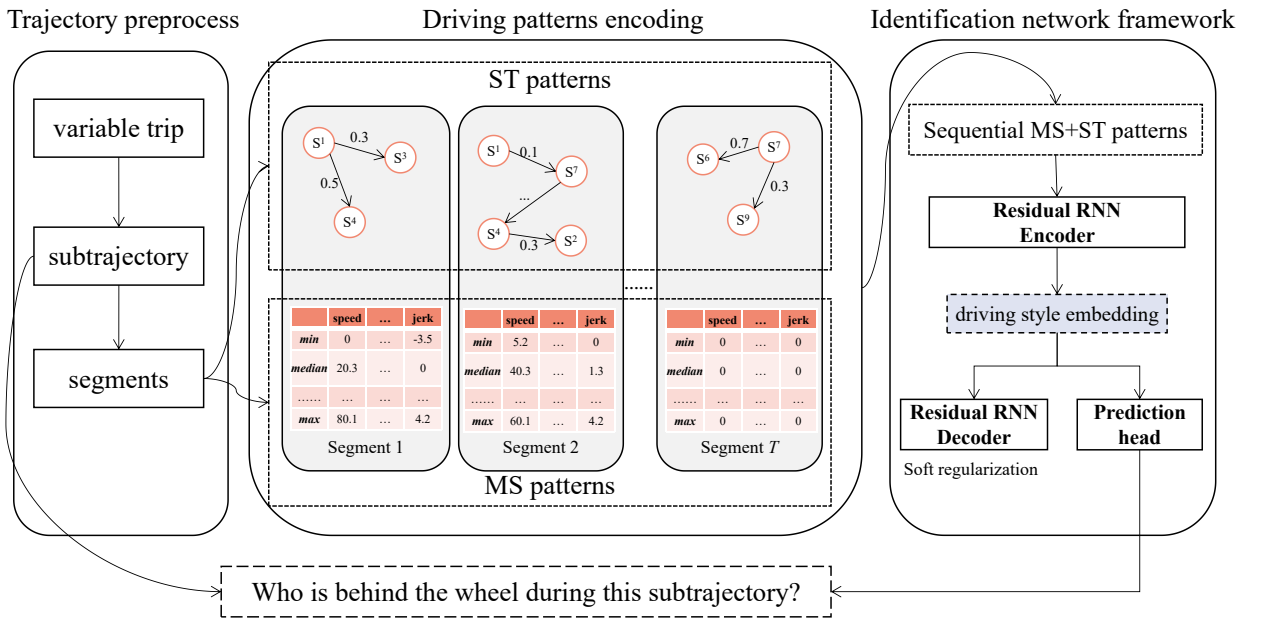 Trajectory preprocess
Driving patterns encoding
Identification network framework
variable trip
subtrajectory
segments
ST patterns
S1
0.3
S3
0.5
S4
S1
0.1
S7
...
S4
0.3
S2
S6
0.7
S7
0.3
S9
......
speed … jerk
min 0 … -3.5
median 20.3 … 0
…… … …
max 80.1 … 4.2
Segment 1
speed … jerk
min 5.2 … 0
median 40.3 … 1.3
…… … …
max 60.1 … 4.2
Segment 2
speed … jerk
min 0 … 0
median 0 … 0
…… … …
max 0 … 0
Segment T
MS patterns
Sequential MS+ST patterns
Residual RNN
Encoder
driving style embedding
Residual RNN
Decoder
Soft regularization
Prediction
head
Who is behind the wheel during this subtrajectory?